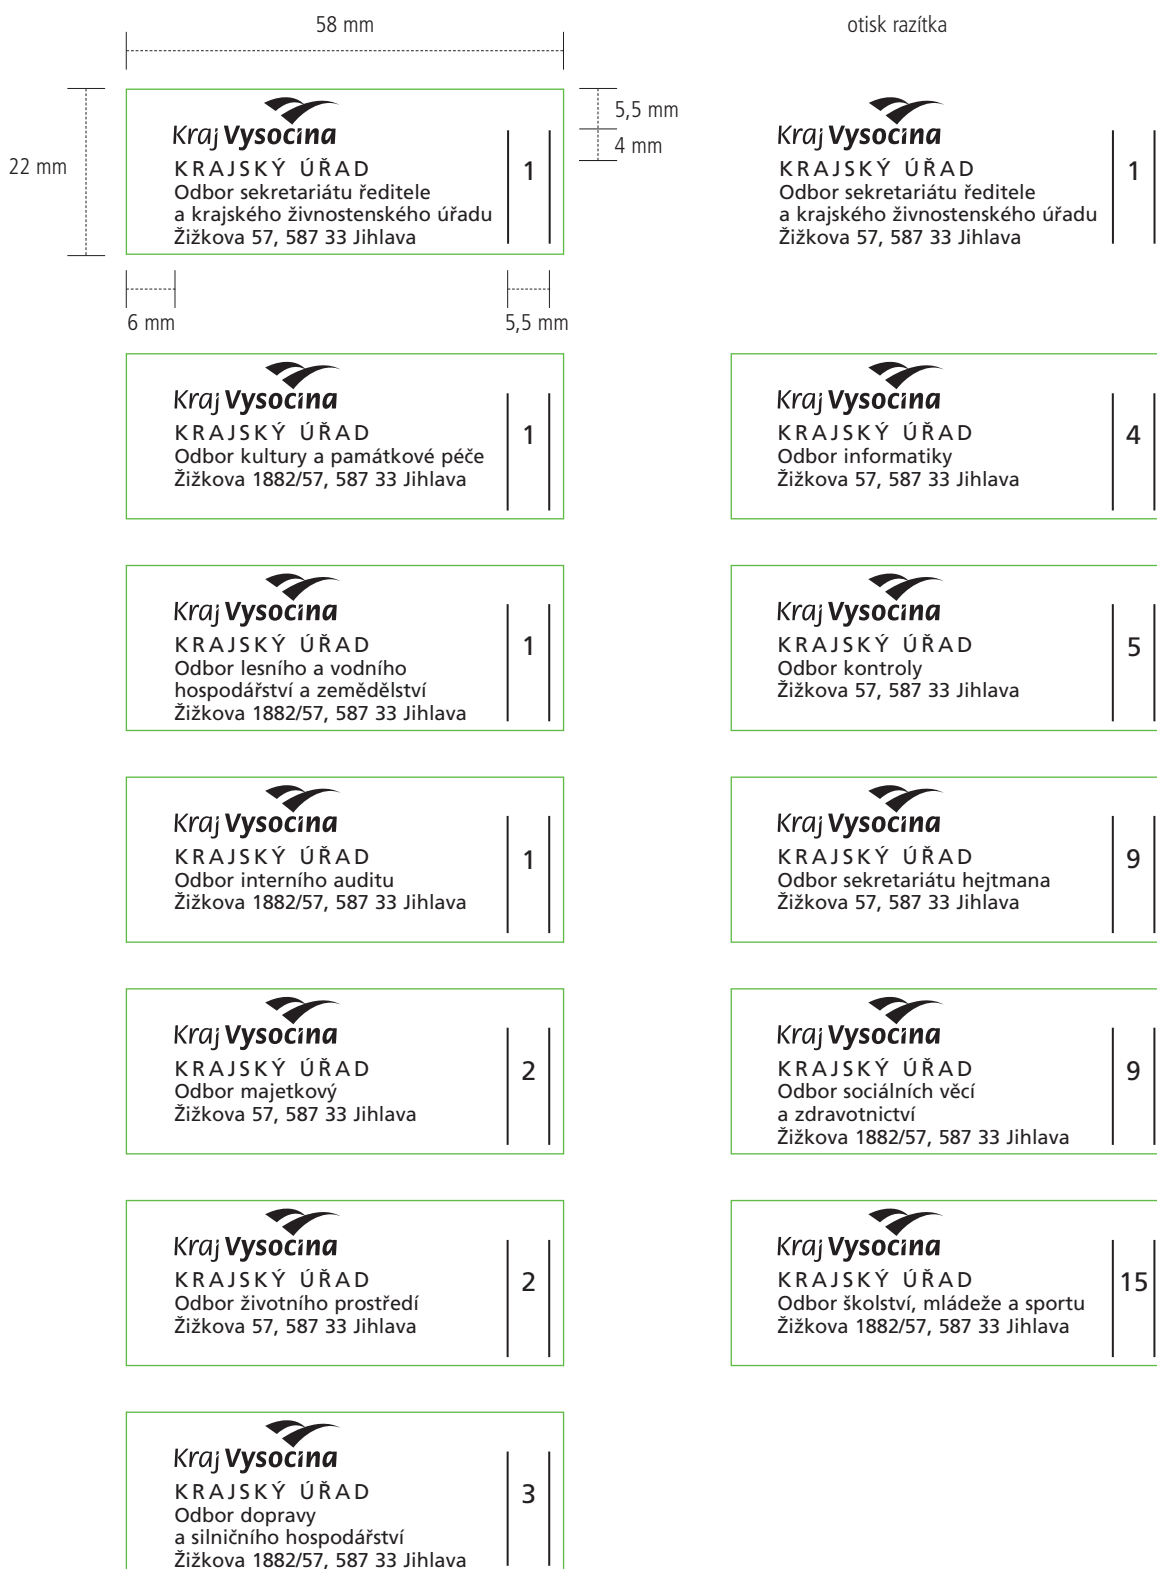 58 mm
otisk razítka
5,5 mm
4 mm
22 mm
Kraj Vysočina
KRAJSKÝ ÚŘAD
Odbor sekretariátu ředitele
a krajského živnostenského úřadu
Žižkova 57, 587 33 Jihlava
1
Kraj Vysočina
KRAJSKÝ ÚŘAD
Odbor sekretariátu ředitele
a krajského živnostenského úřadu
Žižkova 57, 587 33 Jihlava
1
6 mm
5,5 mm
Kraj Vysočina
KRAJSKÝ ÚŘAD
Odbor kultury a památkové péče
Žižkova 1882/57, 587 33 Jihlava
1
Kraj Vysočina
KRAJSKÝ ÚŘAD
Odbor informatiky
Žižkova 57, 587 33 Jihlava
4
Kraj Vysočina
KRAJSKÝ ÚŘAD
Odbor lesního a vodního
hospodářství a zemědělství
Žižkova 1882/57, 587 33 Jihlava
1
Kraj Vysočina
KRAJSKÝ ÚŘAD
Odbor kontroly
Žižkova 57, 587 33 Jihlava
5
Kraj Vysočina
KRAJSKÝ ÚŘAD
Odbor interního auditu
Žižkova 1882/57, 587 33 Jihlava
1
Kraj Vysočina
KRAJSKÝ ÚŘAD
Odbor sekretariátu hejtmana
Žižkova 57, 587 33 Jihlava
9
Kraj Vysočina
KRAJSKÝ ÚŘAD
Odbor majetkový
Žižkova 57, 587 33 Jihlava
2
Kraj Vysočina
KRAJSKÝ ÚŘAD
Odbor sociálních věcí
a zdravotnictví
Žižkova 1882/57, 587 33 Jihlava
9
Kraj Vysočina
KRAJSKÝ ÚŘAD
Odbor životního prostředí
Žižkova 57, 587 33 Jihlava
2
Kraj Vysočina
KRAJSKÝ ÚŘAD
Odbor školství, mládeže a sportu
Žižkova 1882/57, 587 33 Jihlava
15
Kraj Vysočina
KRAJSKÝ ÚŘAD
Odbor dopravy
a silničního hospodářství
Žižkova 1882/57, 587 33 Jihlava
3